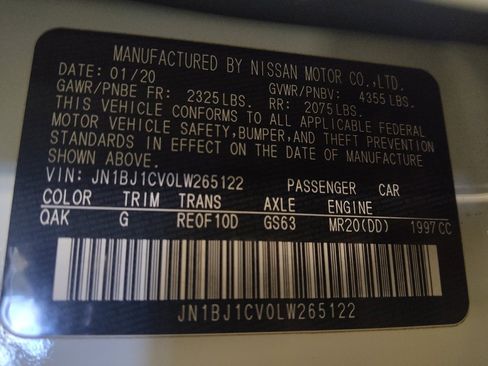 MANUFACTURED BY NISSAN MOTOR CO.,LTD.
DATE: 01/20 GVWR/PNBV: 4355 LBS.
GAWR/PNBE FR: 2325 LBS. RR: 2075 LBS.
THIS VEHICLE CONFORMS TO ALL APPLICABLE FEDERAL
MOTOR VEHICLE SAFETY, BUMPER, AND THEFT PREVENTION
STANDARDS IN EFFECT ON THE DATE OF MANUFACTURE
SHOWN ABOVE.
VIN: JN1BJ1CV0LW265122 PASSENGER CAR
COLOR TRIM TRANS AXLE ENGINE
QAK G RE0F10D GS63 MR20(DD) 1997CC
JN1BJ1CV0LW265122